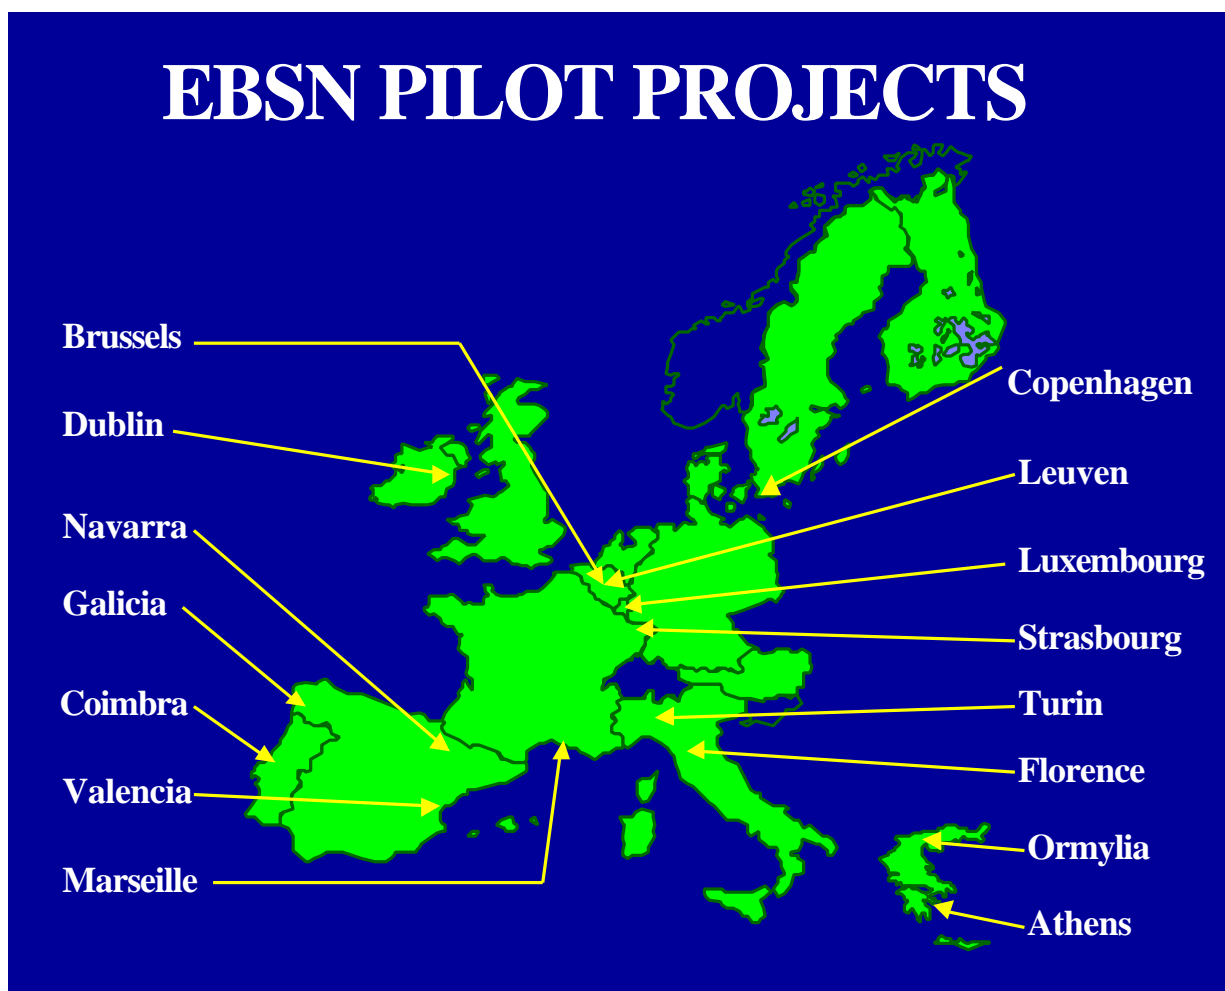 EBSN PILOT PROJECTS
Brussels
Dublin
Navarra
Galicia
Coimbra
Valencia
Marseille
Copenhagen
Leuven
Luxembourg
Strasbourg
Turin
Florence
Ormylia
Athens